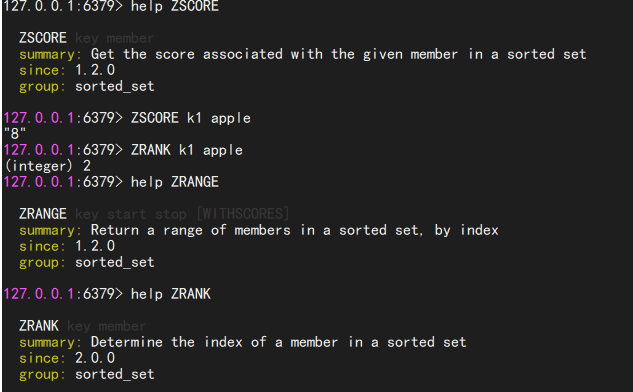 127.0.0.1:6379> help ZSCORE
ZSCORE key member
summary: Get the score associated with the given member in a sorted set
since: 1.2.0
group: sorted_set
127.0.0.1:6379> ZSCORE k1 apple
"8"
127.0.0.1:6379> ZRANK k1 apple
(integer) 2
127.0.0.1:6379> help ZRANGE
ZRANGE key start stop [WITHSCORES]
summary: Return a range of members in a sorted set, by index
since: 1.2.0
group: sorted_set
127.0.0.1:6379> help ZRANK
ZRANK key member
summary: Determine the index of a member in a sorted set
since: 2.0.0
group: sorted_set